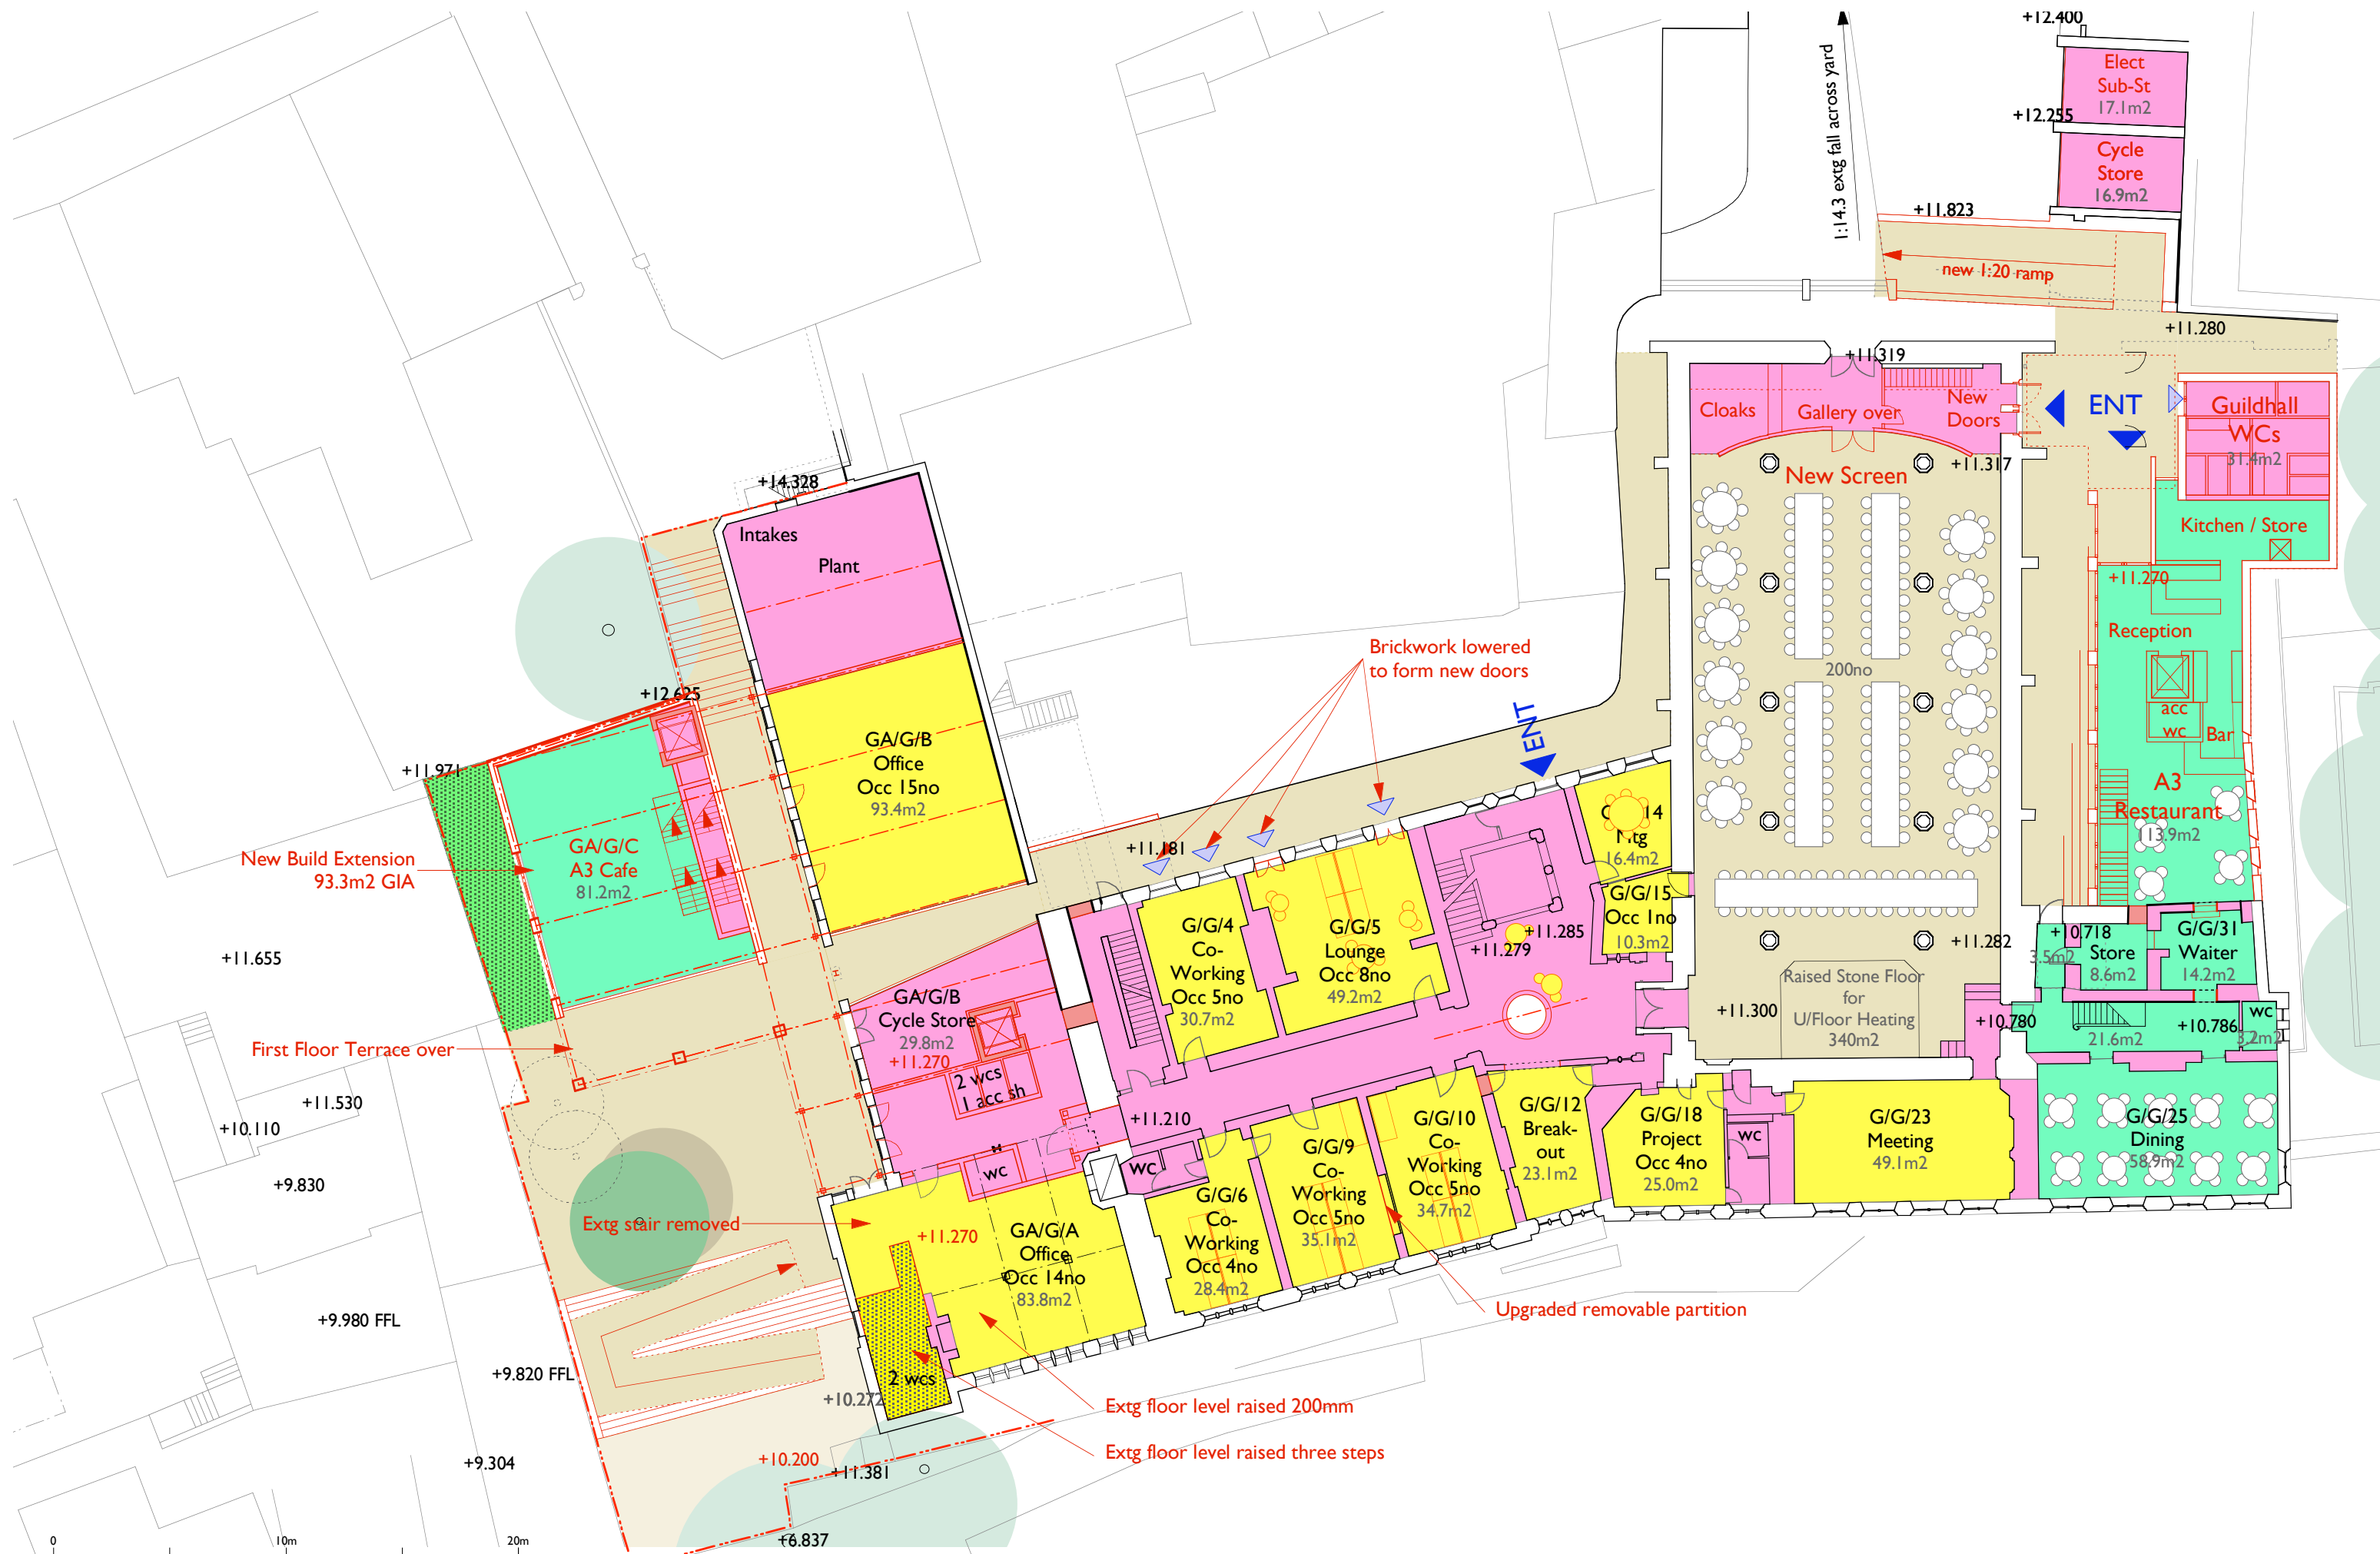 +12.400
Elect
Sub-St
17.1m2
+12.255
Cycle
Store
16.9m2
1:14.3 extg fall across yard
+11.823
new 1:20 ramp
+11.280
+11.319
Cloaks
Gallery over
New
Doors
ENT
Guildhall
WCs
31.4m2
+11.317
New Screen
Kitchen / Store
+11.270
Reception
200no
acc
wc
Bar
A3
Restaurant
113.9m2
+14.328
Intakes
Plant
+12.625
Brickwork lowered
to form new doors
ENT
GA/G/B
Office
Occ 15no
93.4m2
+11.971
New Build Extension
93.3m2 GIA
GA/G/C
A3 Cafe
81.2m2
+11.181
14
16.4m2
G/G/15
Occ 1no
10.3m2
G/G/4
Co-
Working
Occ 5no
30.7m2
G/G/5
Lounge
Occ 8no
49.2m2
+11.285
+11.279
+11.282
+10.718
3.5m2
Store
8.6m2
G/G/31
Waiter
14.2m2
+11.655
GA/G/B
Cycle Store
29.8m2
+11.270
Raised Stone Floor
for
U/Floor Heating
340m2
+11.300
+10.780
+10.786
21.6m2
wc
3.2m2
First Floor Terrace over
2 wcs
1 acc sh
+11.530
+10.110
+11.210
+9.830
wc
WC
G/G/6
Co-
Working
Occ 4no
28.4m2
G/G/9
Co-
Working
Occ 5no
35.1m2
G/G/10
Co-
Working
Occ 5no
34.7m2
G/G/12
Break-
out
23.1m2
G/G/18
Project
Occ 4no
25.0m2
WC
G/G/23
Meeting
49.1m2
G/G/25
Dining
58.9m2
Extg stair removed
+11.270
GA/G/A
Office
Occ 14no
83.8m2
+9.980 FFL
Upgraded removable partition
+9.820 FFL
2 wcs
+10.272
Extg floor level raised 200mm
Extg floor level raised three steps
+9.304
+10.200
+11.381
+6.837
0
10m
20m